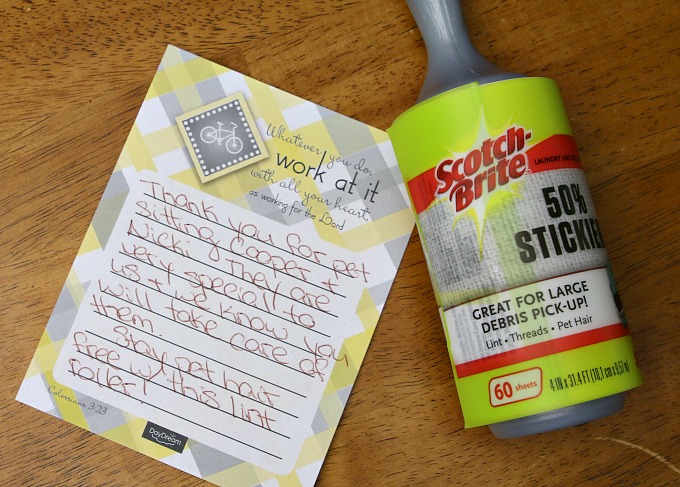 Whatever you do,
work at it
with all your heart,
as working for the Lord
Thank you for pet
sitting Cooper +
Nicki. They are
very special to
us + we know you
will take care of
them.
Stay pet hair
free w/ this lint
roller!
Colossians 3:23
DayDream
Scotch-
Brite
LAUNDRY LINT
50%
STICKIER
GREAT FOR LARGE
DEBRIS PICK-UP!
Lint • Threads • Pet Hair
60 sheets
4 IN x 31.4 FT (10,1 cm x 9,57 m)